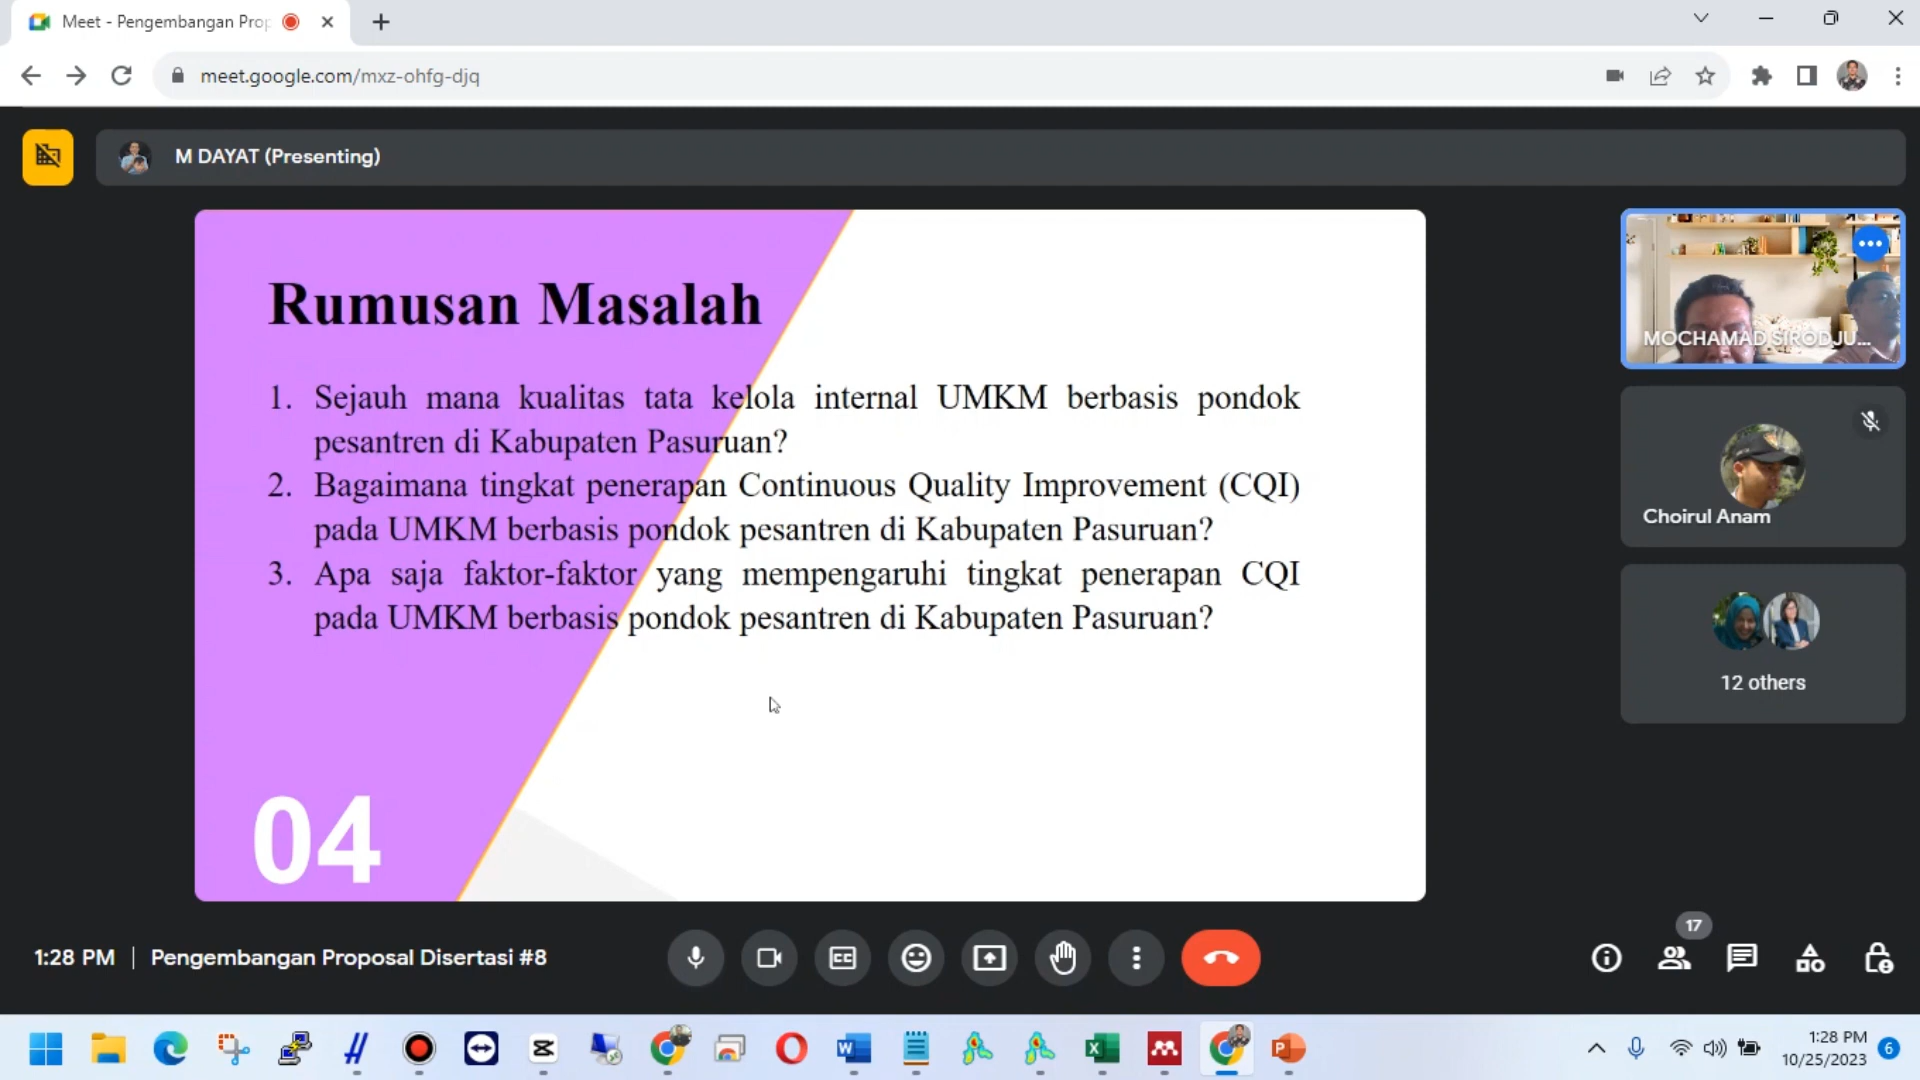 Meet - Pengembangan Prop
meet.google.com/mxz-ohfg-djq
M DAYAT (Presenting)
Rumusan Masalah
1. Sejauh mana kualitas tata kelola internal UMKM berbasis pondok
pesantren di Kabupaten Pasuruan?
2. Bagaimana tingkat penerapan Continuous Quality Improvement (CQI)
pada UMKM berbasis pondok pesantren di Kabupaten Pasuruan?
3. Apa saja faktor-faktor yang mempengaruhi tingkat penerapan CQI
pada UMKM berbasis pondok pesantren di Kabupaten Pasuruan?
04
MOCHAMAD SIRODJU...
Choirul Anam
12 others
1:28 PM | Pengembangan Proposal Disertasi #8
CC
17
1:28 PM
10/25/2023
6